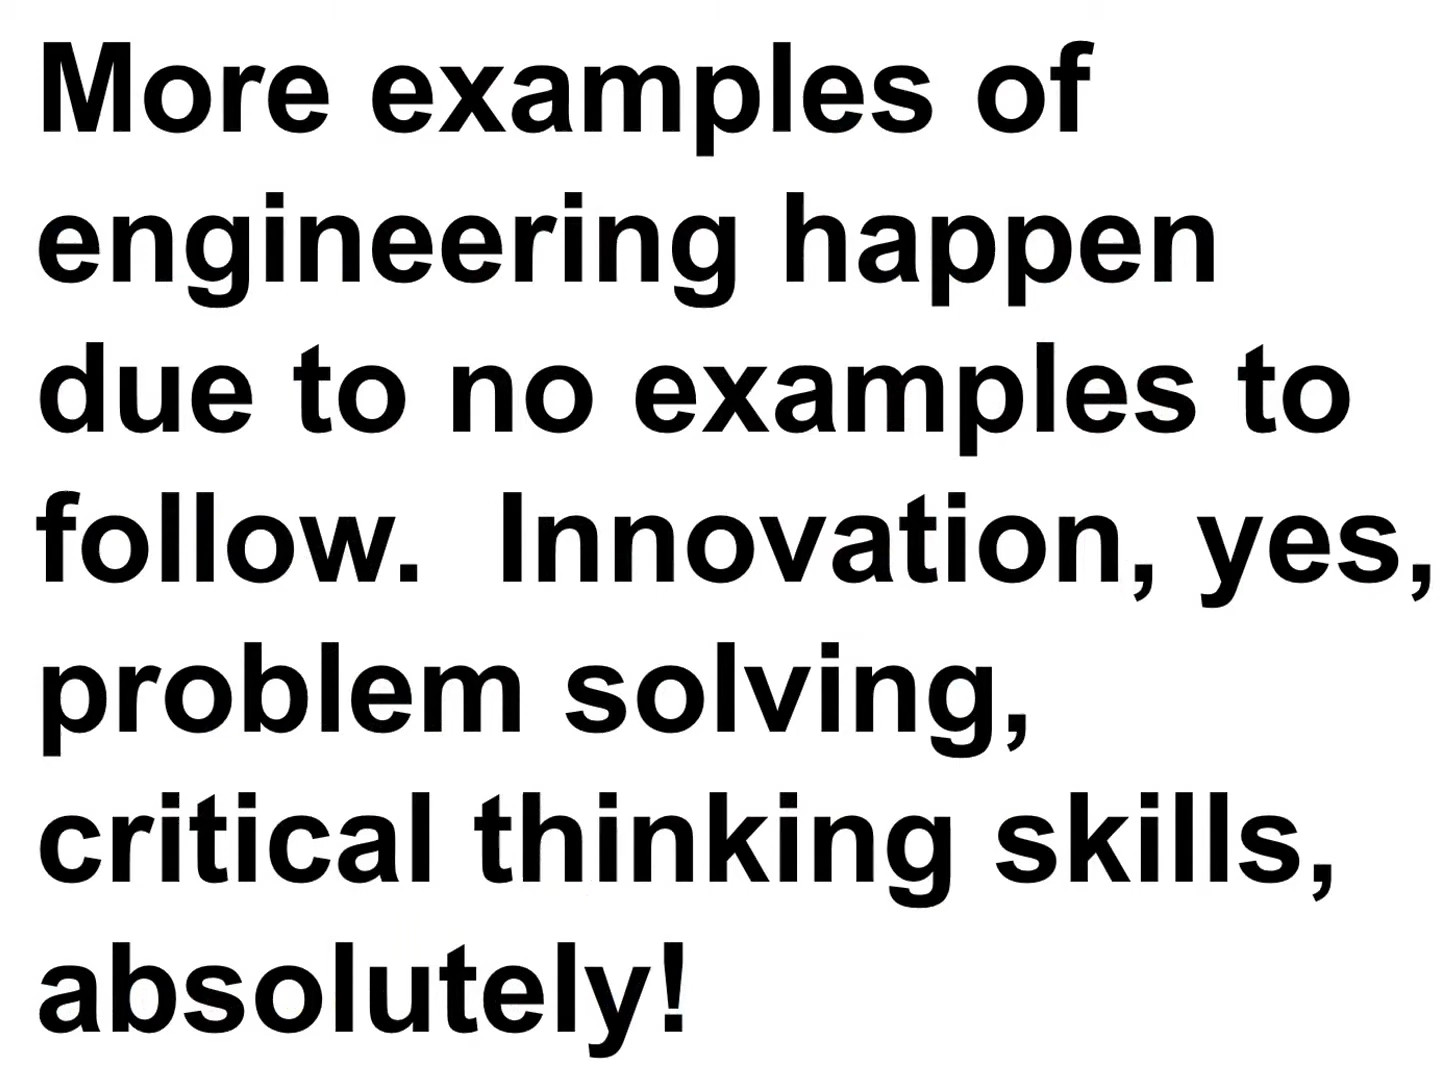 More examples of
engineering happen
due to no examples to
follow.  Innovation, yes,
problem solving,
critical thinking skills,
absolutely!